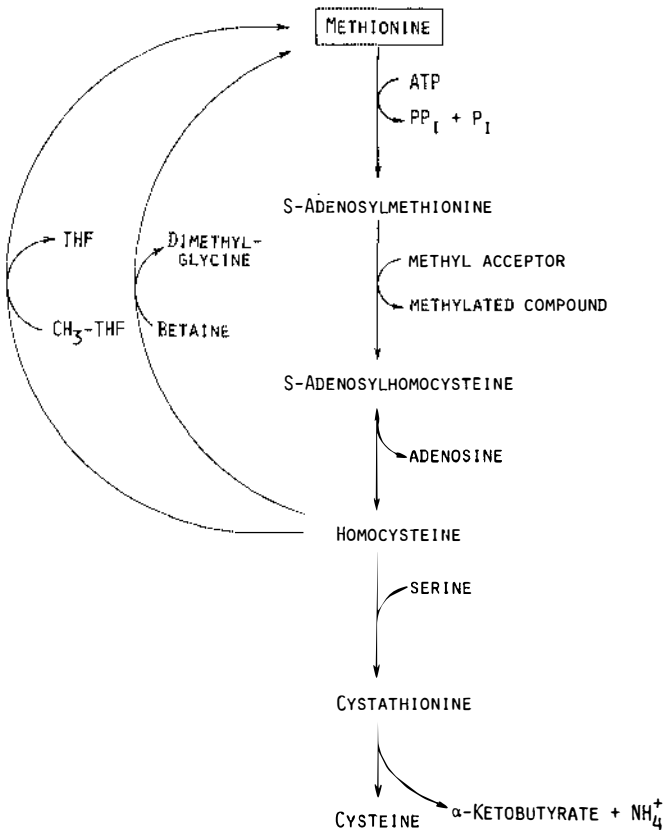 METHIONINE
ATP
PPI + PI
S-ADENOSYLMETHIONINE
THF
DIMETHYL-
GLYCINE
METHYL ACCEPTOR
METHYLATED COMPOUND
CH3-THF
BETAINE
S-ADENOSYLHOMOCYSTEINE
ADENOSINE
HOMOCYSTEINE
SERINE
CYSTATHIONINE
CYSTEINE
α-KETOBUTYRATE + NH4+